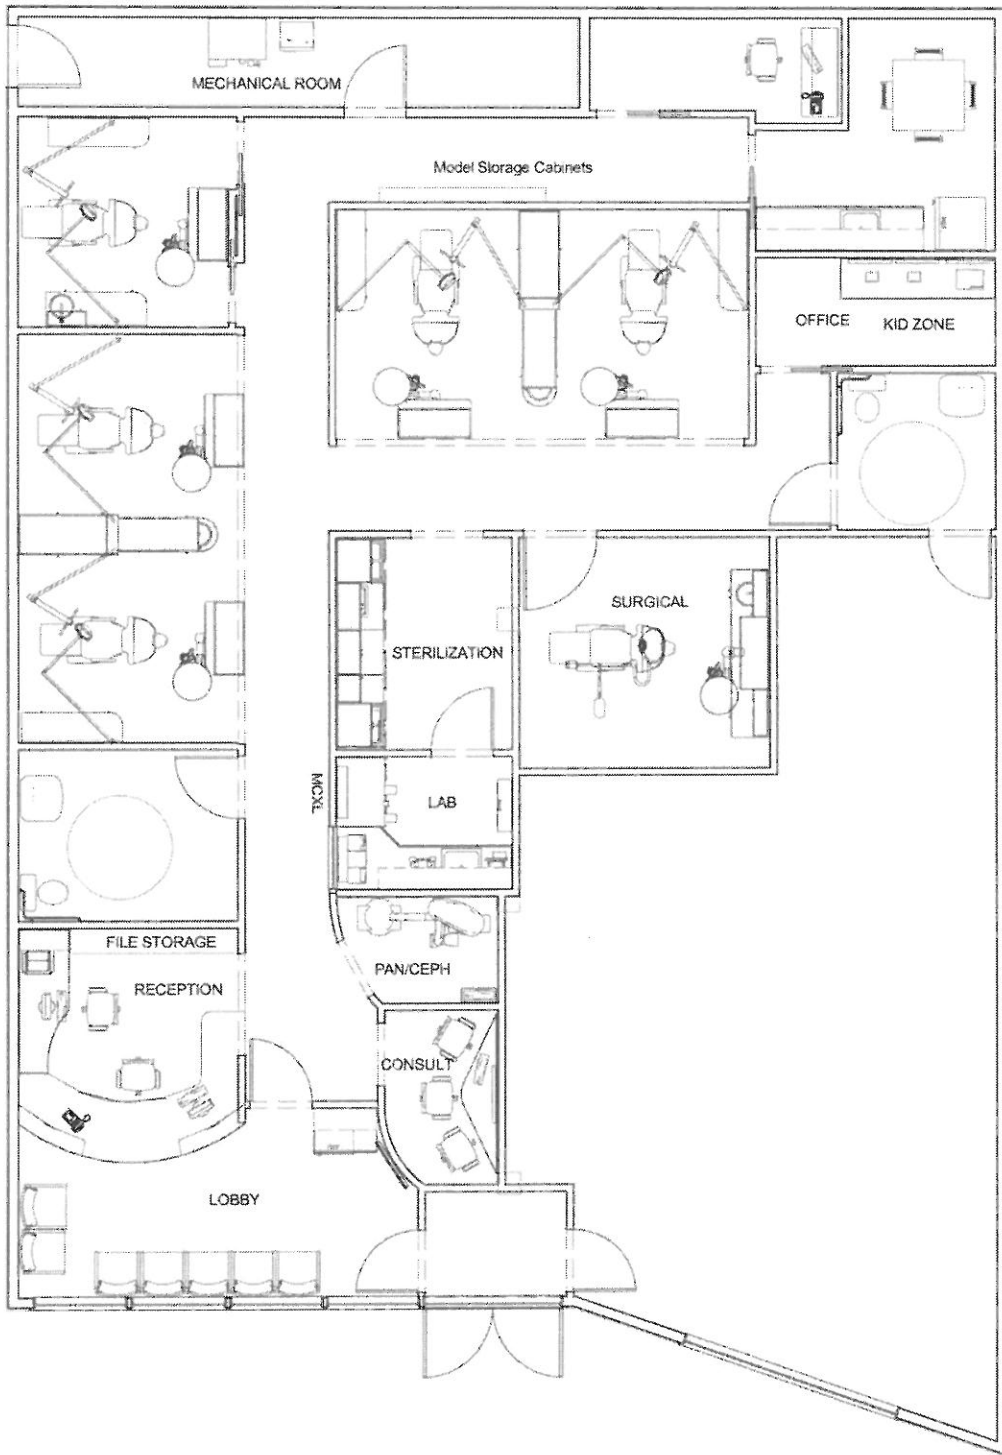 MECHANICAL ROOM
Model Storage Cabinets
OFFICE
KID ZONE
SURGICAL
STERILIZATION
MCXL
LAB
FILE STORAGE
PAN/CEPH
RECEPTION
CONSULT
LOBBY